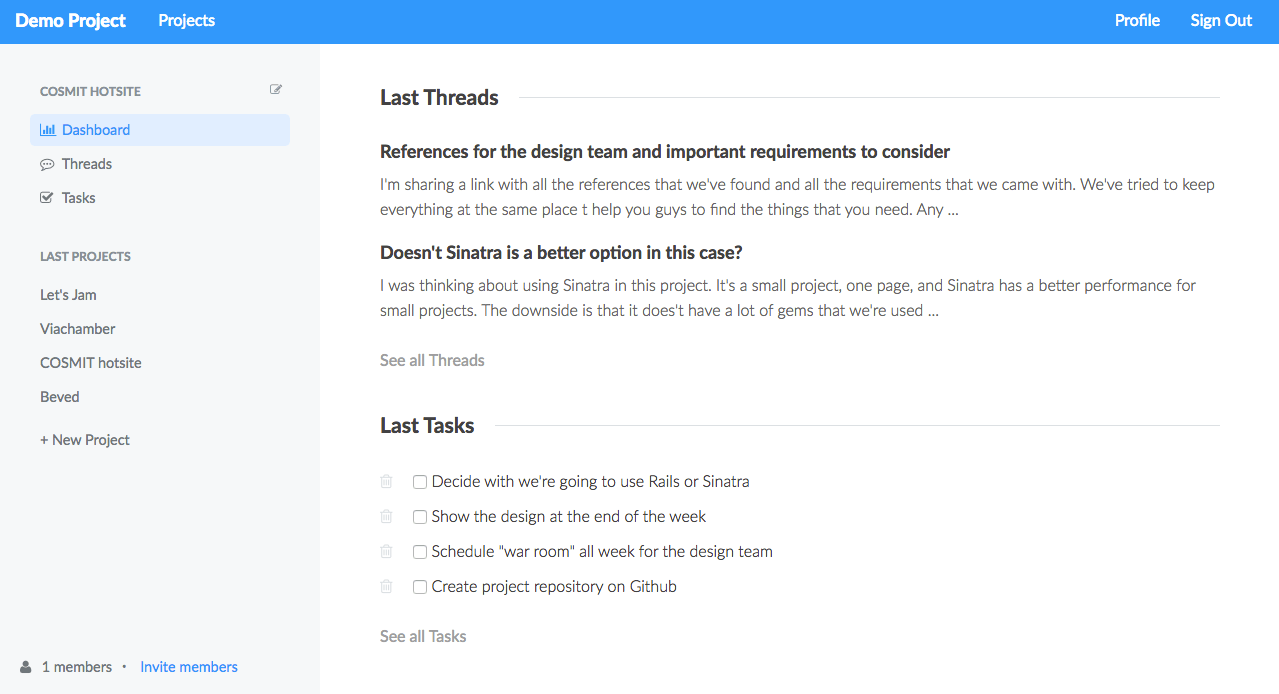 Demo Project Projects Profile Sign Out
COSMIT HOTSITE
Dashboard
Threads
Tasks
LAST PROJECTS
Let's Jam
Viachamber
COSMIT hotsite
Beved
+ New Project
1 members • Invite members
Last Threads
References for the design team and important requirements to consider
I'm sharing a link with all the references that we've found and all the requirements that we came with. We've tried to keep
everything at the same place t help you guys to find the things that you need. Any ...
Doesn't Sinatra is a better option in this case?
I was thinking about using Sinatra in this project. It's a small project, one page, and Sinatra has a better performance for
small projects. The downside is that it does't have a lot of gems that we're used ...
See all Threads
Last Tasks
Decide with we're going to use Rails or Sinatra
Show the design at the end of the week
Schedule "war room" all week for the design team
Create project repository on Github
See all Tasks